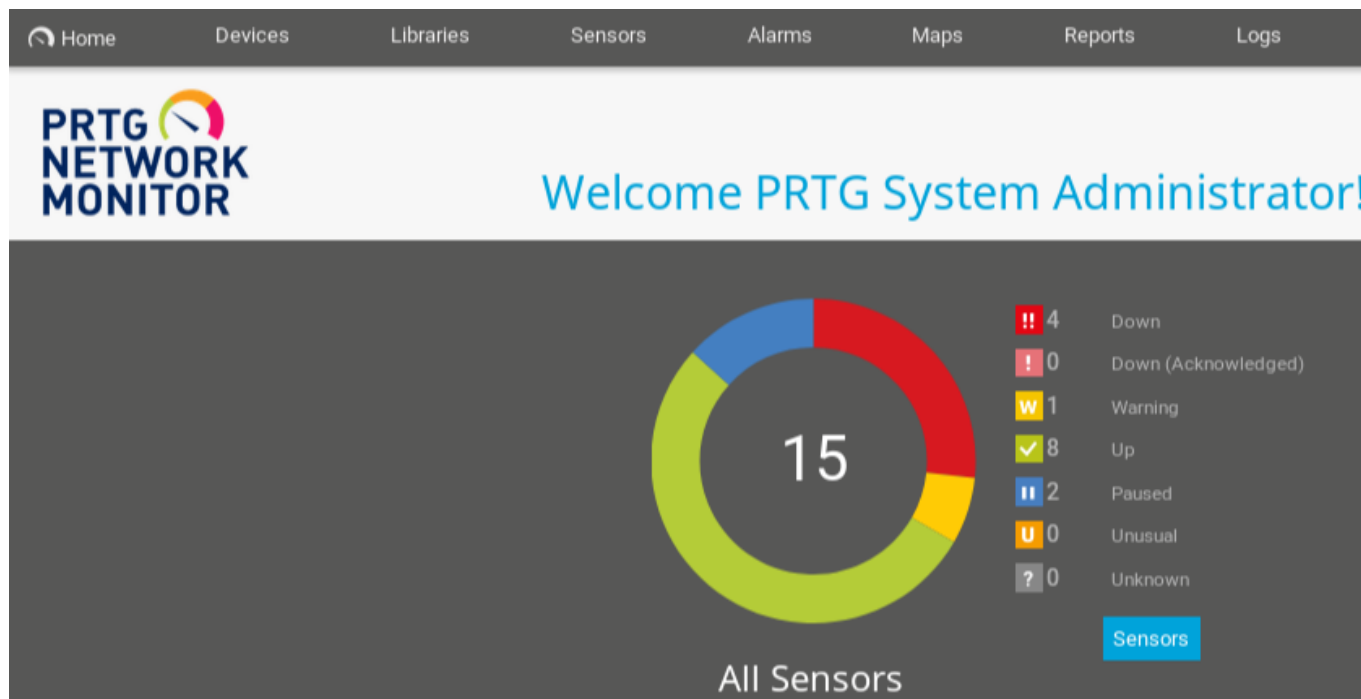 Home Devices Libraries Sensors Alarms Maps Reports Logs
PRTG
NETWORK
MONITOR
Welcome PRTG System Administrator!
!! 4 Down
! 0 Down (Acknowledged)
W 1 Warning
8 Up
2 Paused
U 0 Unusual
? 0 Unknown
15
Sensors
All Sensors